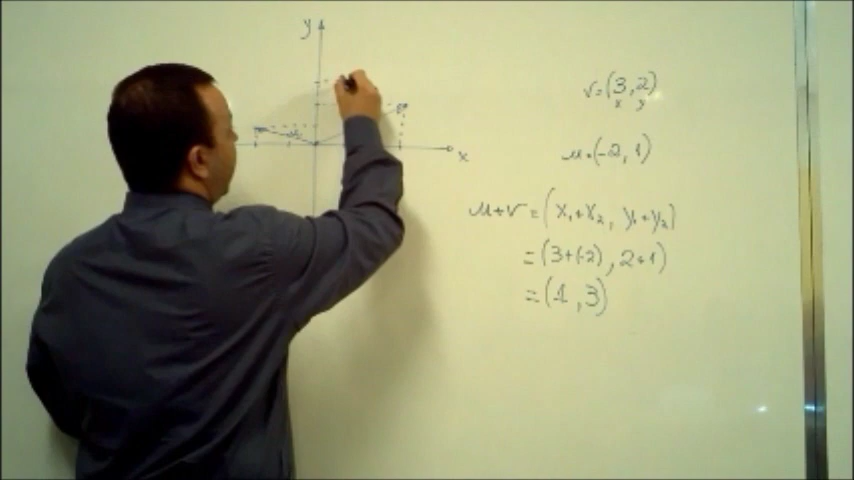 y
x
v=(3,2)
x y
u=(-2,1)
u+v=(x₁+x₂, y₁+y₂)
=(3+(-2), 2+1)
=(1,3)